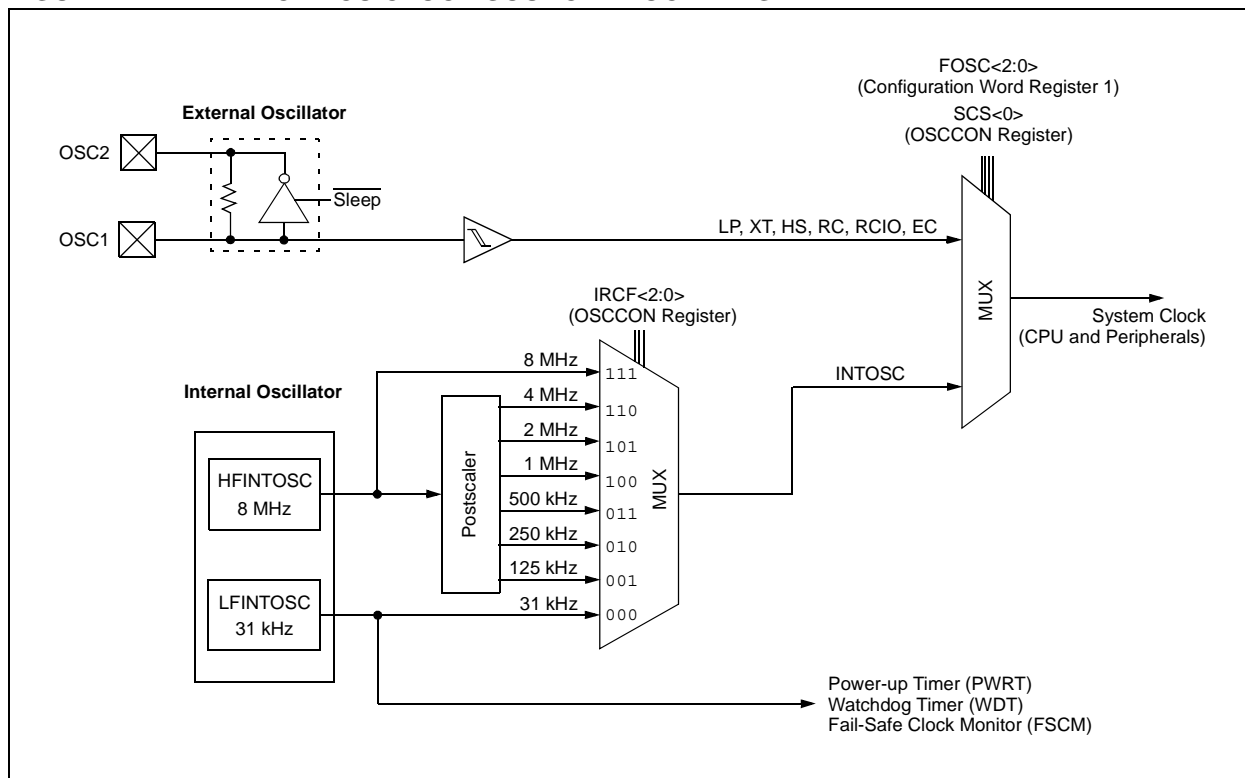 FOSC<2:0>
(Configuration Word Register 1)
SCS<0>
(OSCCON Register)
External Oscillator
OSC2
Sleep
OSC1
LP, XT, HS, RC, RCIO, EC
IRCF<2:0>
(OSCCON Register)
MUX
System Clock
(CPU and Peripherals)
INTOSC
Internal Oscillator
HFINTOSC
8 MHz
LFINTOSC
31 kHz
Postscaler
8 MHz
111
4 MHz
110
2 MHz
101
1 MHz
100
500 kHz
011
250 kHz
010
125 kHz
001
31 kHz
000
MUX
Power-up Timer (PWRT)
Watchdog Timer (WDT)
Fail-Safe Clock Monitor (FSCM)